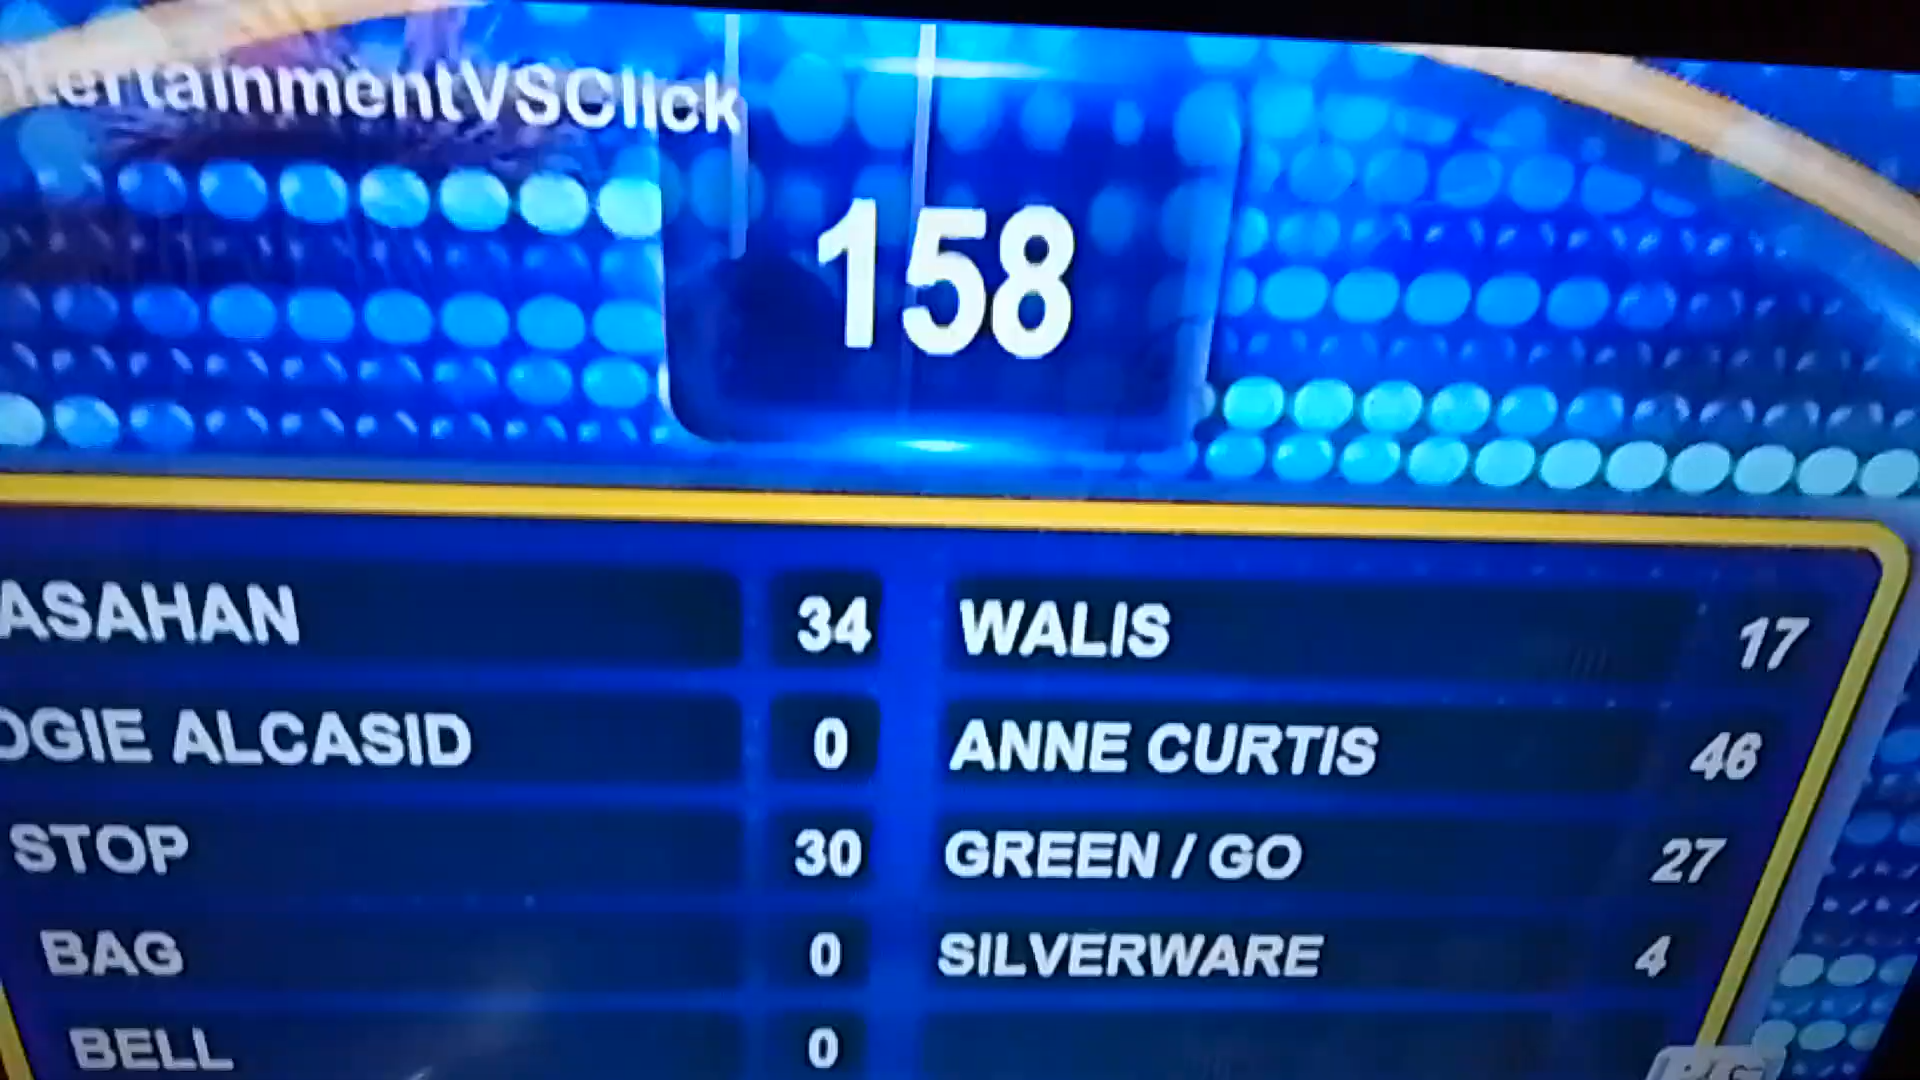 ntertainmentVSClick
158
ASAHAN 34 WALIS 17
OGIE ALCASID 0 ANNE CURTIS 46
STOP 30 GREEN / GO 27
BAG 0 SILVERWARE 4
BELL 0